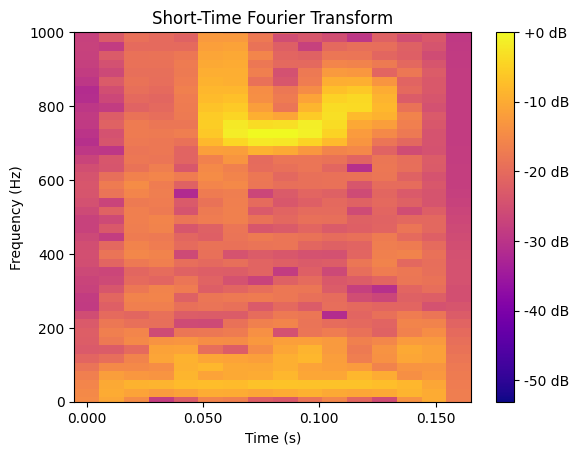 Short-Time Fourier Transform
1000
800
600
400
200
0
Frequency (Hz)
0.000
0.050
0.100
0.150
Time (s)
+0 dB
-10 dB
-20 dB
-30 dB
-40 dB
-50 dB